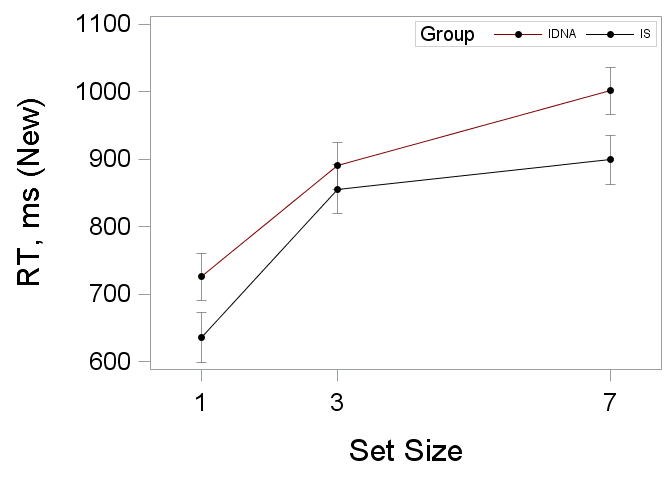 1100
1000
900
800
700
600
RT, ms (New)
Group IDNA IS
1 3 7
Set Size